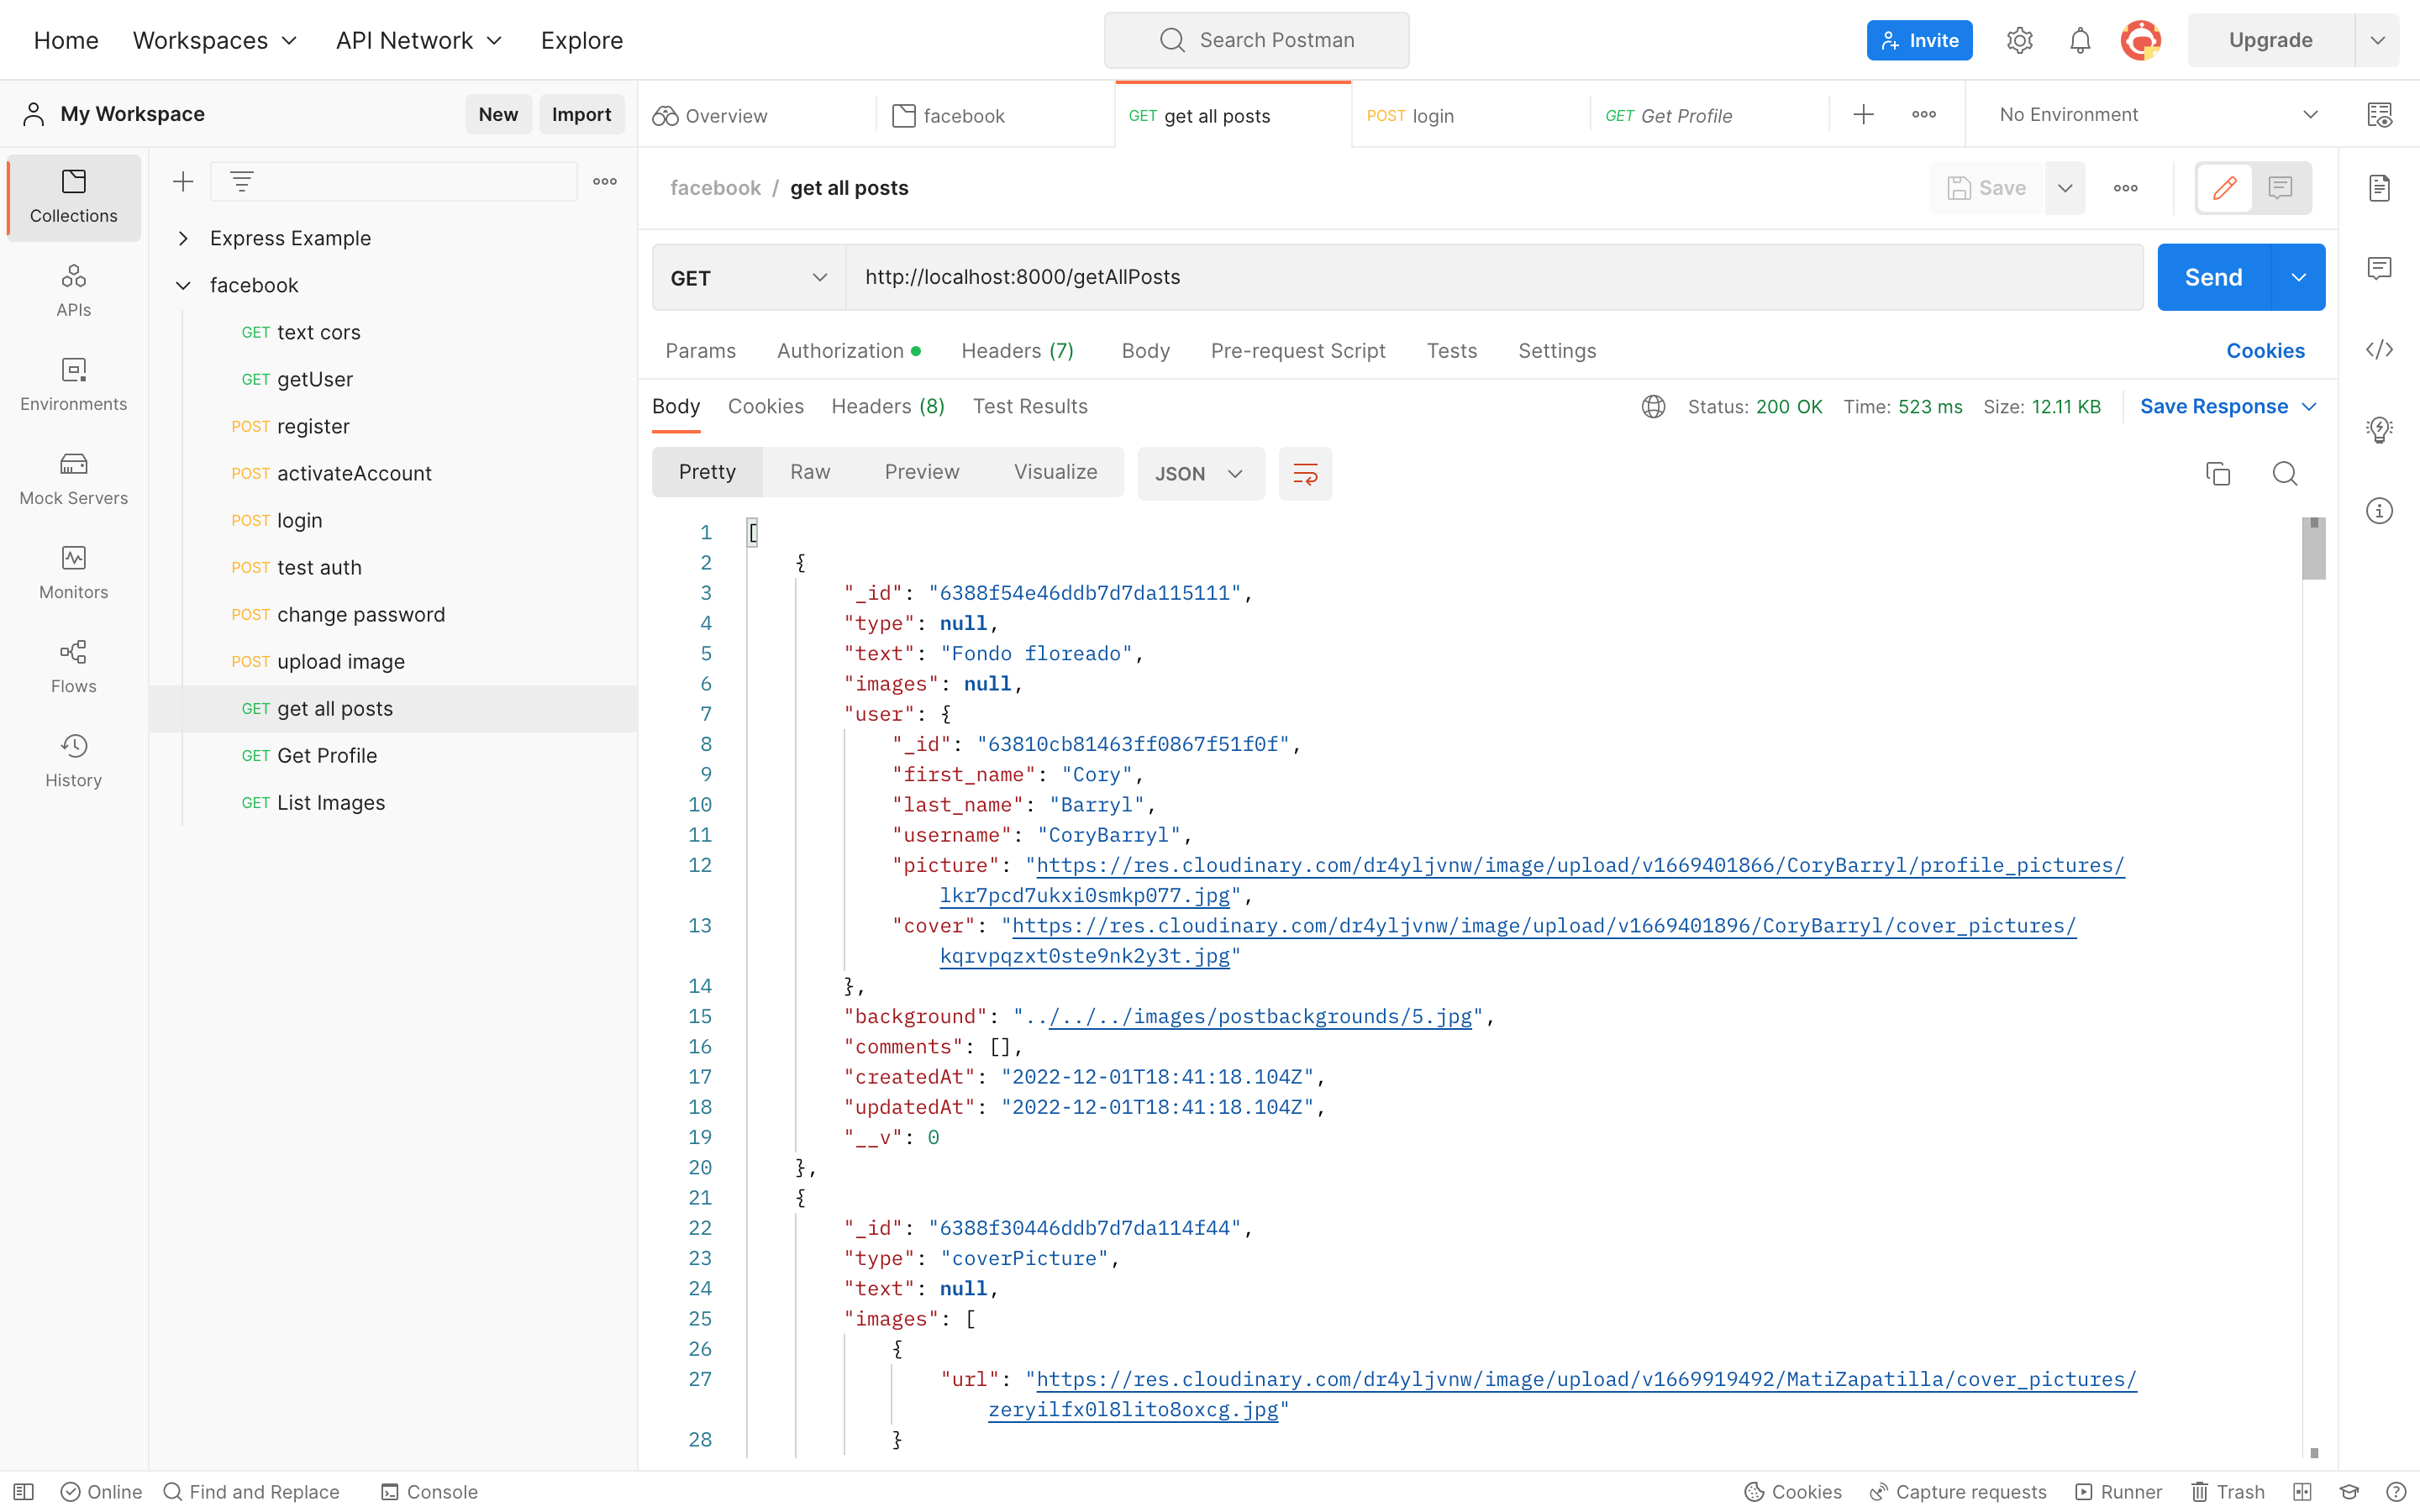 Home Workspaces API Network Explore Search Postman Invite Upgrade
My Workspace New Import Overview facebook GET get all posts POST login GET Get Profile No Environment
Collections
APIs
Environments
Mock Servers
Monitors
Flows
History
Express Example
facebook
GET text cors
GET getUser
POST register
POST activateAccount
POST login
POST test auth
POST change password
POST upload image
GET get all posts
GET Get Profile
GET List Images
facebook / get all posts Save
GET http://localhost:8000/getAllPosts Send
Params Authorization Headers (7) Body Pre-request Script Tests Settings Cookies
Body Cookies Headers (8) Test Results Status: 200 OK Time: 523 ms Size: 12.11 KB Save Response
Pretty Raw Preview Visualize JSON
1 [
2 {
3 "_id": "6388f54e46ddb7d7da115111",
4 "type": null,
5 "text": "Fondo floreado",
6 "images": null,
7 "user": {
8 "_id": "63810cb81463ff0867f51f0f",
9 "first_name": "Cory",
10 "last_name": "Barryl",
11 "username": "CoryBarryl",
12 "picture": "https://res.cloudinary.com/dr4yljvnw/image/upload/v1669401866/CoryBarryl/profile_pictures/
lkr7pcd7ukxi0smkp077.jpg",
13 "cover": "https://res.cloudinary.com/dr4yljvnw/image/upload/v1669401896/CoryBarryl/cover_pictures/
kqrvpqzxt0ste9nk2y3t.jpg"
14 },
15 "background": "../../../images/postbackgrounds/5.jpg",
16 "comments": [],
17 "createdAt": "2022-12-01T18:41:18.104Z",
18 "updatedAt": "2022-12-01T18:41:18.104Z",
19 "__v": 0
20 },
21 {
22 "_id": "6388f30446ddb7d7da114f44",
23 "type": "coverPicture",
24 "text": null,
25 "images": [
26 {
27 "url": "https://res.cloudinary.com/dr4yljvnw/image/upload/v1669919492/MatiZapatilla/cover_pictures/
zeryilfx0l8lito8oxcg.jpg"
28 }
Online Find and Replace Console Cookies Capture requests Runner Trash